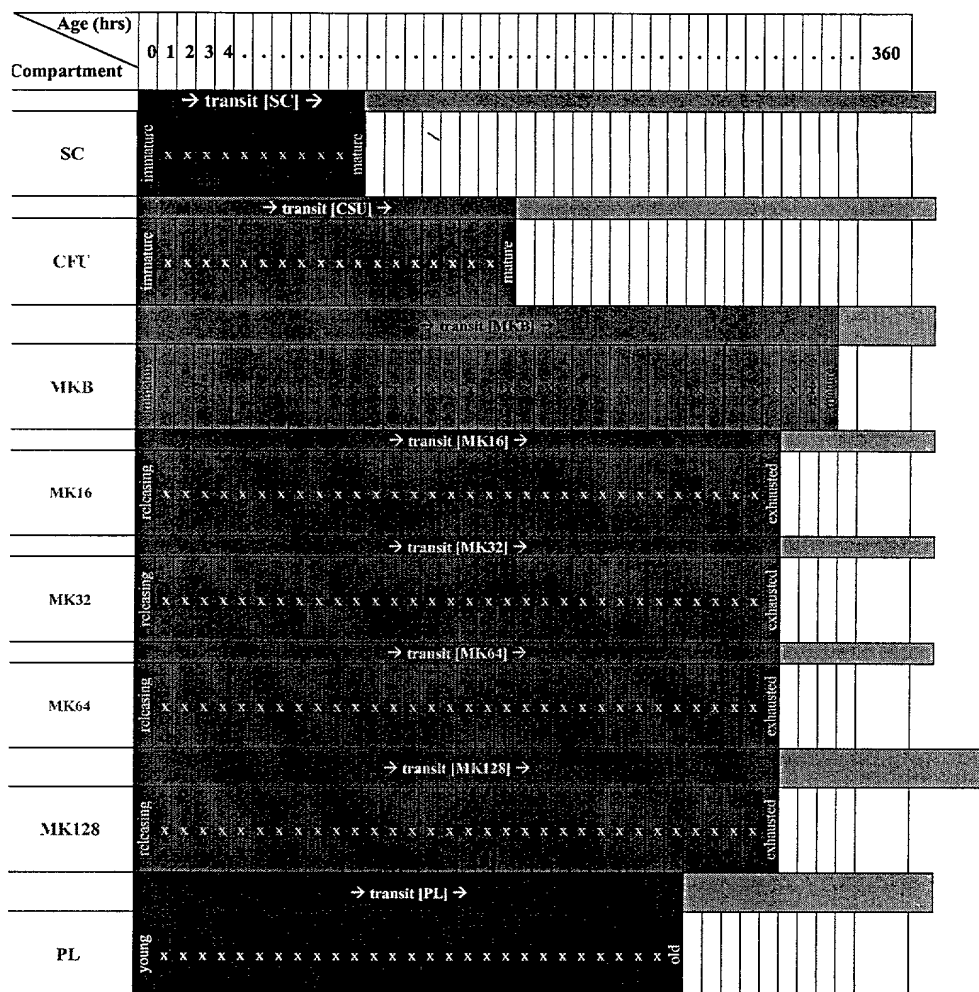 Age (hrs)
Compartment
0 1 2 3 4 . . . . . . . . . . . . . . . . . . . . . . . . . . . . . . . . . 360
→ transit [SC] →
SC immature x x x x x x x x x x mature
→ transit [CSU] →
CFU immature x x x x x x x x x x x x x x x x x x mature
→ transit [MKB] →
MKB immature
→ transit [MK16] →
MK16 releasing x x x x x x x x x x x x x x x x x x x x x x x x x x x x x x x x exhausted
→ transit [MK32] →
MK32 releasing x x x x x x x x x x x x x x x x x x x x x x x x x x x x x x x x exhausted
→ transit [MK64] →
MK64 releasing x x x x x x x x x x x x x x x x x x x x x x x x x x x x x x x x exhausted
→ transit [MK128] →
MK128 releasing x x x x x x x x x x x x x x x x x x x x x x x x x x x x x x x x exhausted
→ transit [PL] →
PL young x x x x x x x x x x x x x x x x x x x x x x x x x x x old